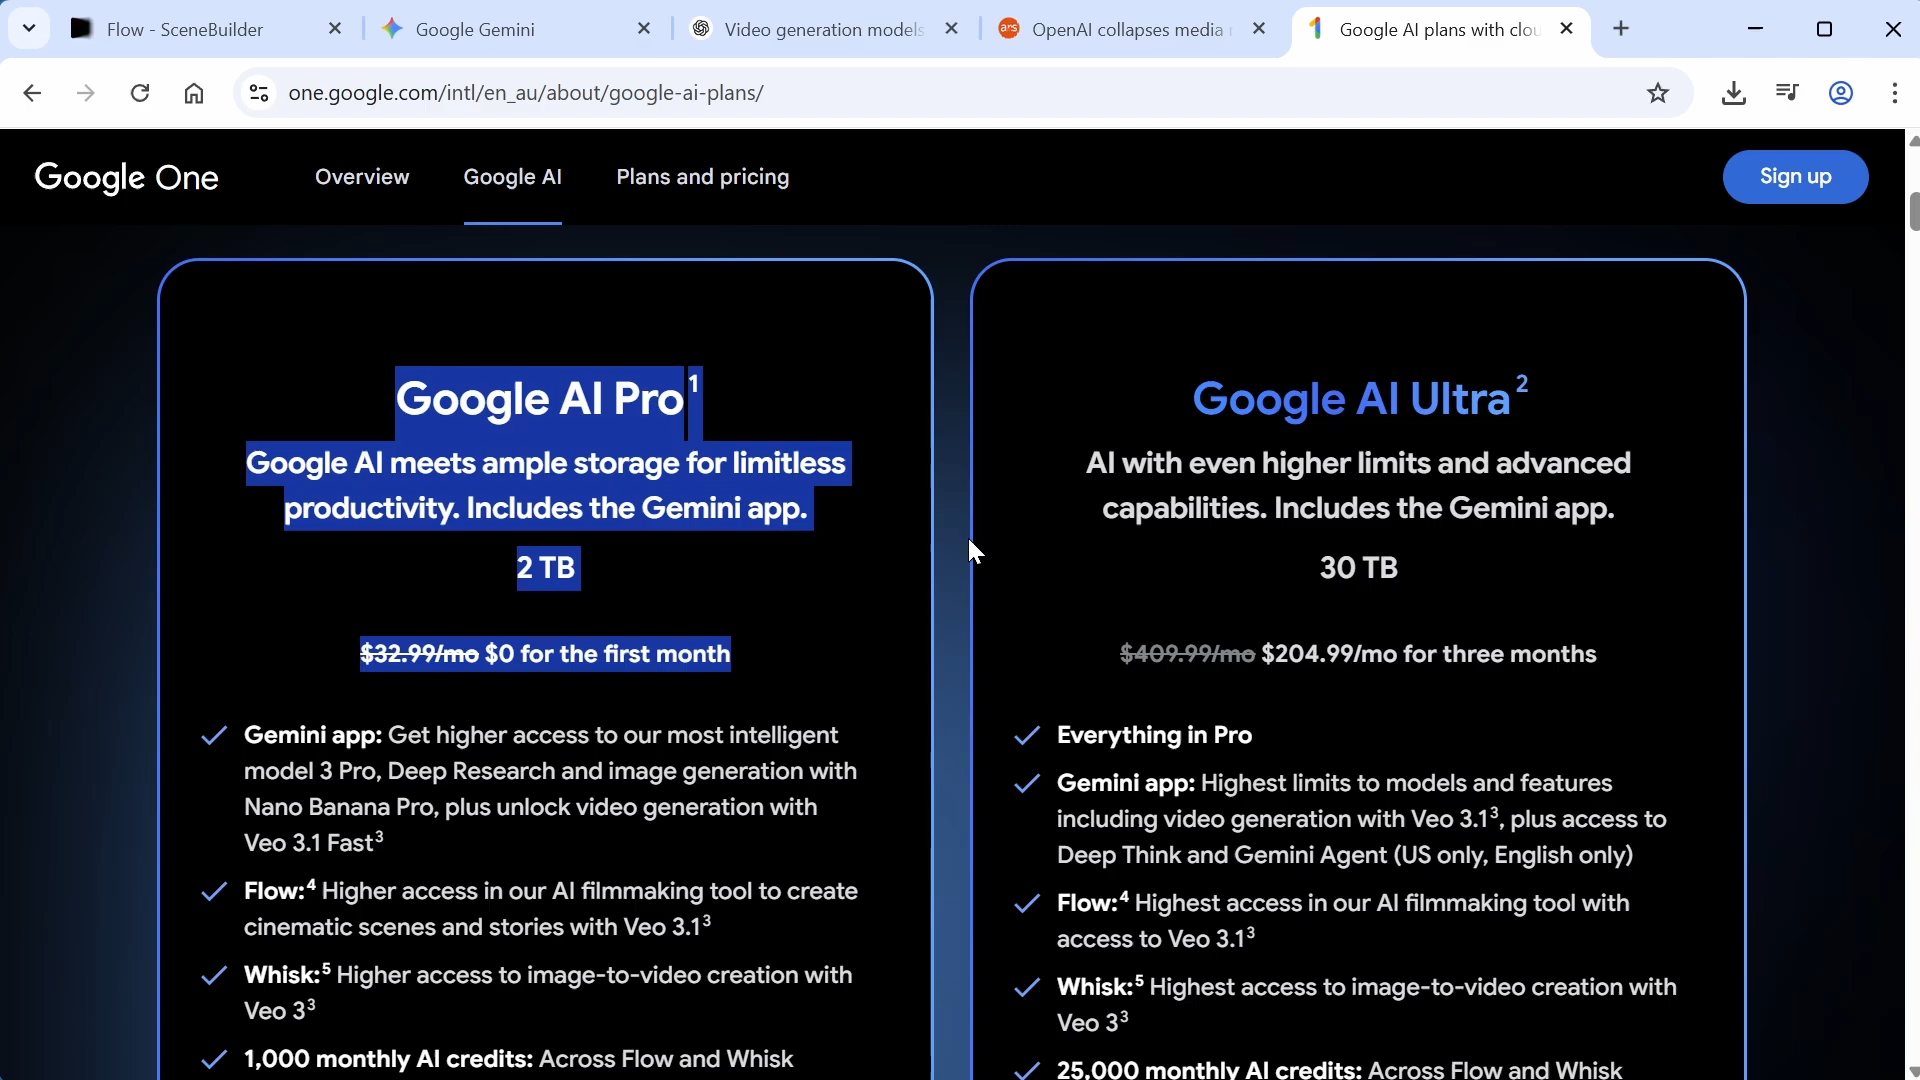 Flow - SceneBuilder
Google Gemini
Video generation models
OpenAI collapses media
Google AI plans with clou
one.google.com/intl/en_au/about/google-ai-plans/
Google One
Overview
Google AI
Plans and pricing
Sign up
Google AI Pro¹
Google AI meets ample storage for limitless
productivity. Includes the Gemini app.
2 TB
$32.99/mo $0 for the first month
Gemini app: Get higher access to our most intelligent
model 3 Pro, Deep Research and image generation with
Nano Banana Pro, plus unlock video generation with
Veo 3.1 Fast³
Flow:⁴ Higher access in our AI filmmaking tool to create
cinematic scenes and stories with Veo 3.1³
Whisk:⁵ Higher access to image-to-video creation with
Veo 3³
1,000 monthly AI credits: Across Flow and Whisk
Google AI Ultra²
AI with even higher limits and advanced
capabilities. Includes the Gemini app.
30 TB
$409.99/mo $204.99/mo for three months
Everything in Pro
Gemini app: Highest limits to models and features
including video generation with Veo 3.1³, plus access to
Deep Think and Gemini Agent (US only, English only)
Flow:⁴ Highest access in our AI filmmaking tool with
access to Veo 3.1³
Whisk:⁵ Highest access to image-to-video creation with
Veo 3³
25,000 monthly AI credits: Across Flow and Whisk